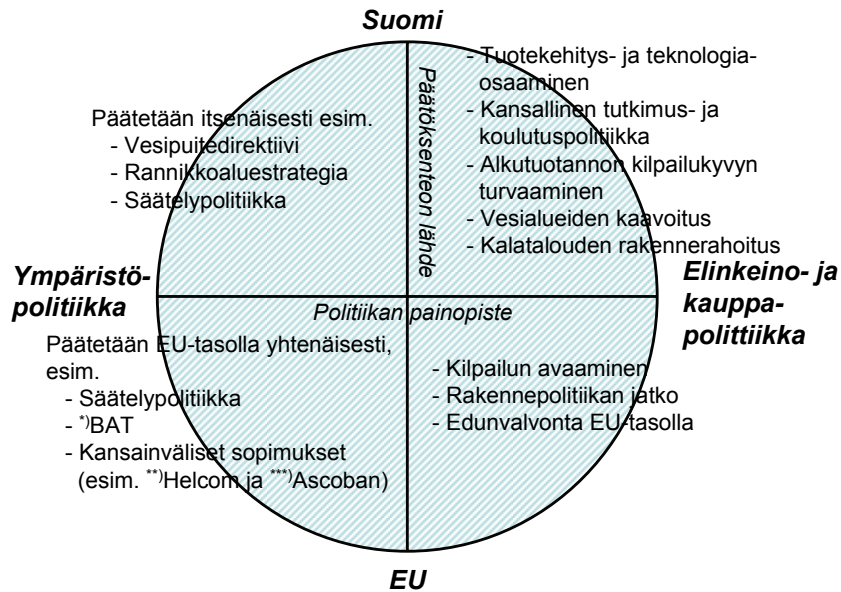 Suomi
Päätetään itsenäisesti esim.
- Vesipuitedirektiivi
- Rannikkoaluestrategia
- Säätelypolitiikka
Päätöksenteon lähde
- Tuotekehitys- ja teknologia-
osaaminen
- Kansallinen tutkimus- ja
koulutuspolitiikka
- Alkutuotannon kilpailukyvyn
turvaaminen
- Vesialueiden kaavoitus
- Kalatalouden rakennerahoitus
Ympäristö-
politiikka
Elinkeino- ja
kauppa-
polittiikka
Politiikan painopiste
Päätetään EU-tasolla yhtenäisesti,
esim.
- Säätelypolitiikka
- *)BAT
- Kansainväliset sopimukset
(esim. **)Helcom ja ***)Ascoban)
- Kilpailun avaaminen
- Rakennepolitiikan jatko
- Edunvalvonta EU-tasolla
EU